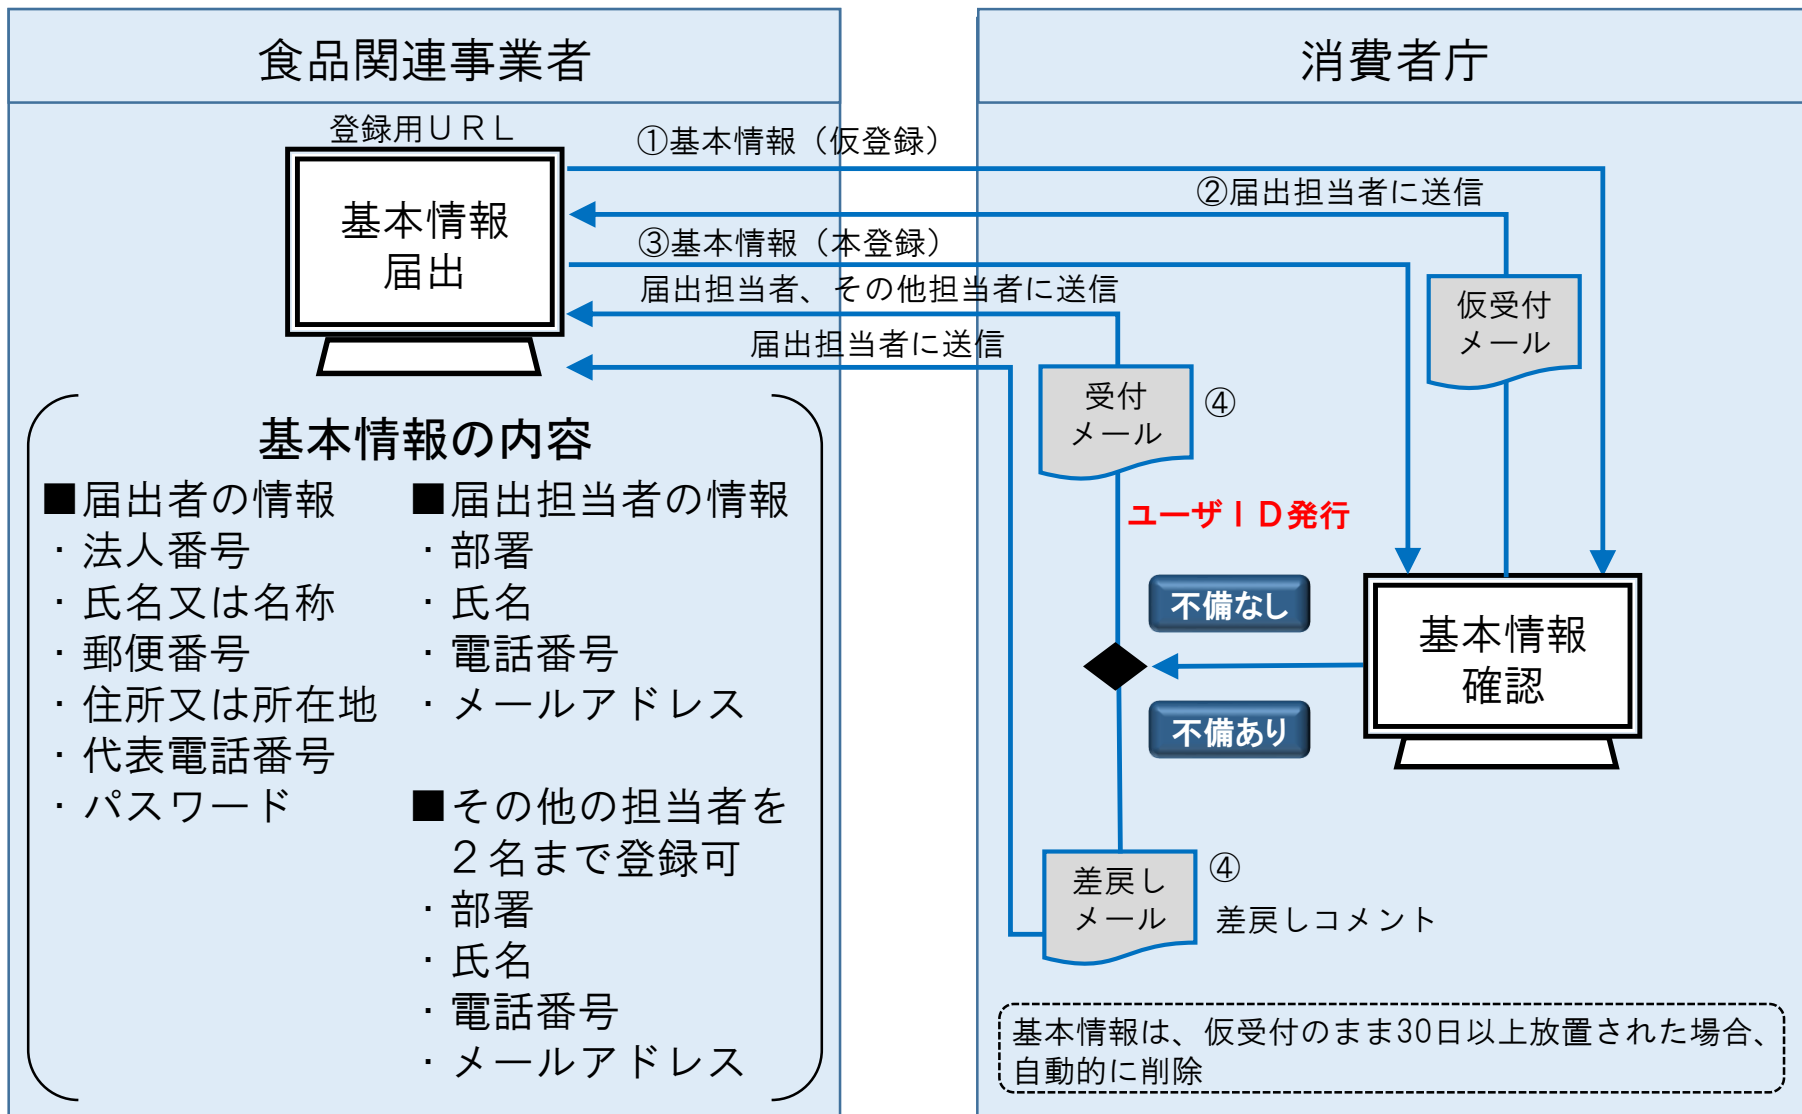 食品関連事業者
消費者庁
登録用ＵＲＬ
基本情報
届出
①基本情報（仮登録）
②届出担当者に送信
③基本情報（本登録）
届出担当者、その他担当者に送信
届出担当者に送信
仮受付
メール
受付
メール
④
ユーザＩＤ発行
不備なし
不備あり
基本情報
確認
差戻し
メール
④
差戻しコメント
基本情報は、仮受付のまま30日以上放置された場合、
自動的に削除
基本情報の内容
■届出者の情報
・法人番号
・氏名又は名称
・郵便番号
・住所又は所在地
・代表電話番号
・パスワード
■届出担当者の情報
・部署
・氏名
・電話番号
・メールアドレス
■その他の担当者を
２名まで登録可
・部署
・氏名
・電話番号
・メールアドレス